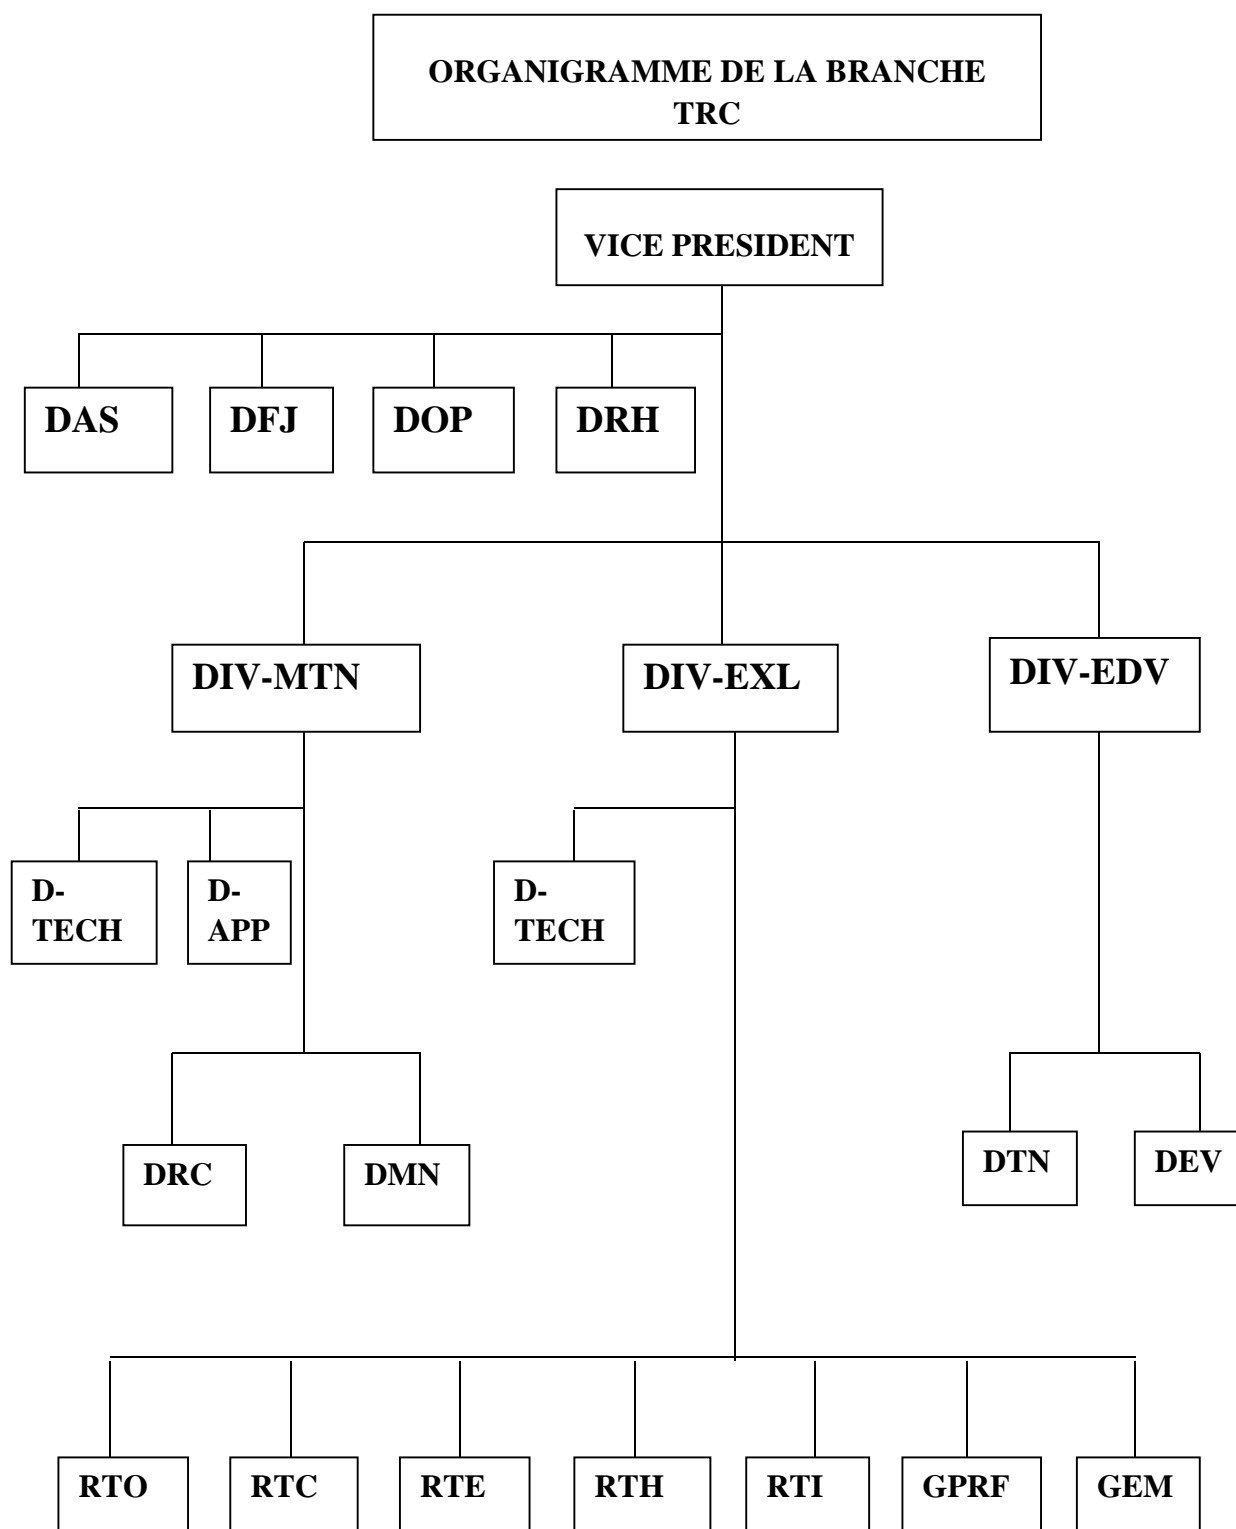 ORGANIGRAMME DE LA BRANCHE
TRC
VICE PRESIDENT
DAS
DFJ
DOP
DRH
DIV-MTN
DIV-EXL
DIV-EDV
D-
TECH
D-
APP
D-
TECH
DRC
DMN
DTN
DEV
RTO
RTC
RTE
RTH
RTI
GPRF
GEM